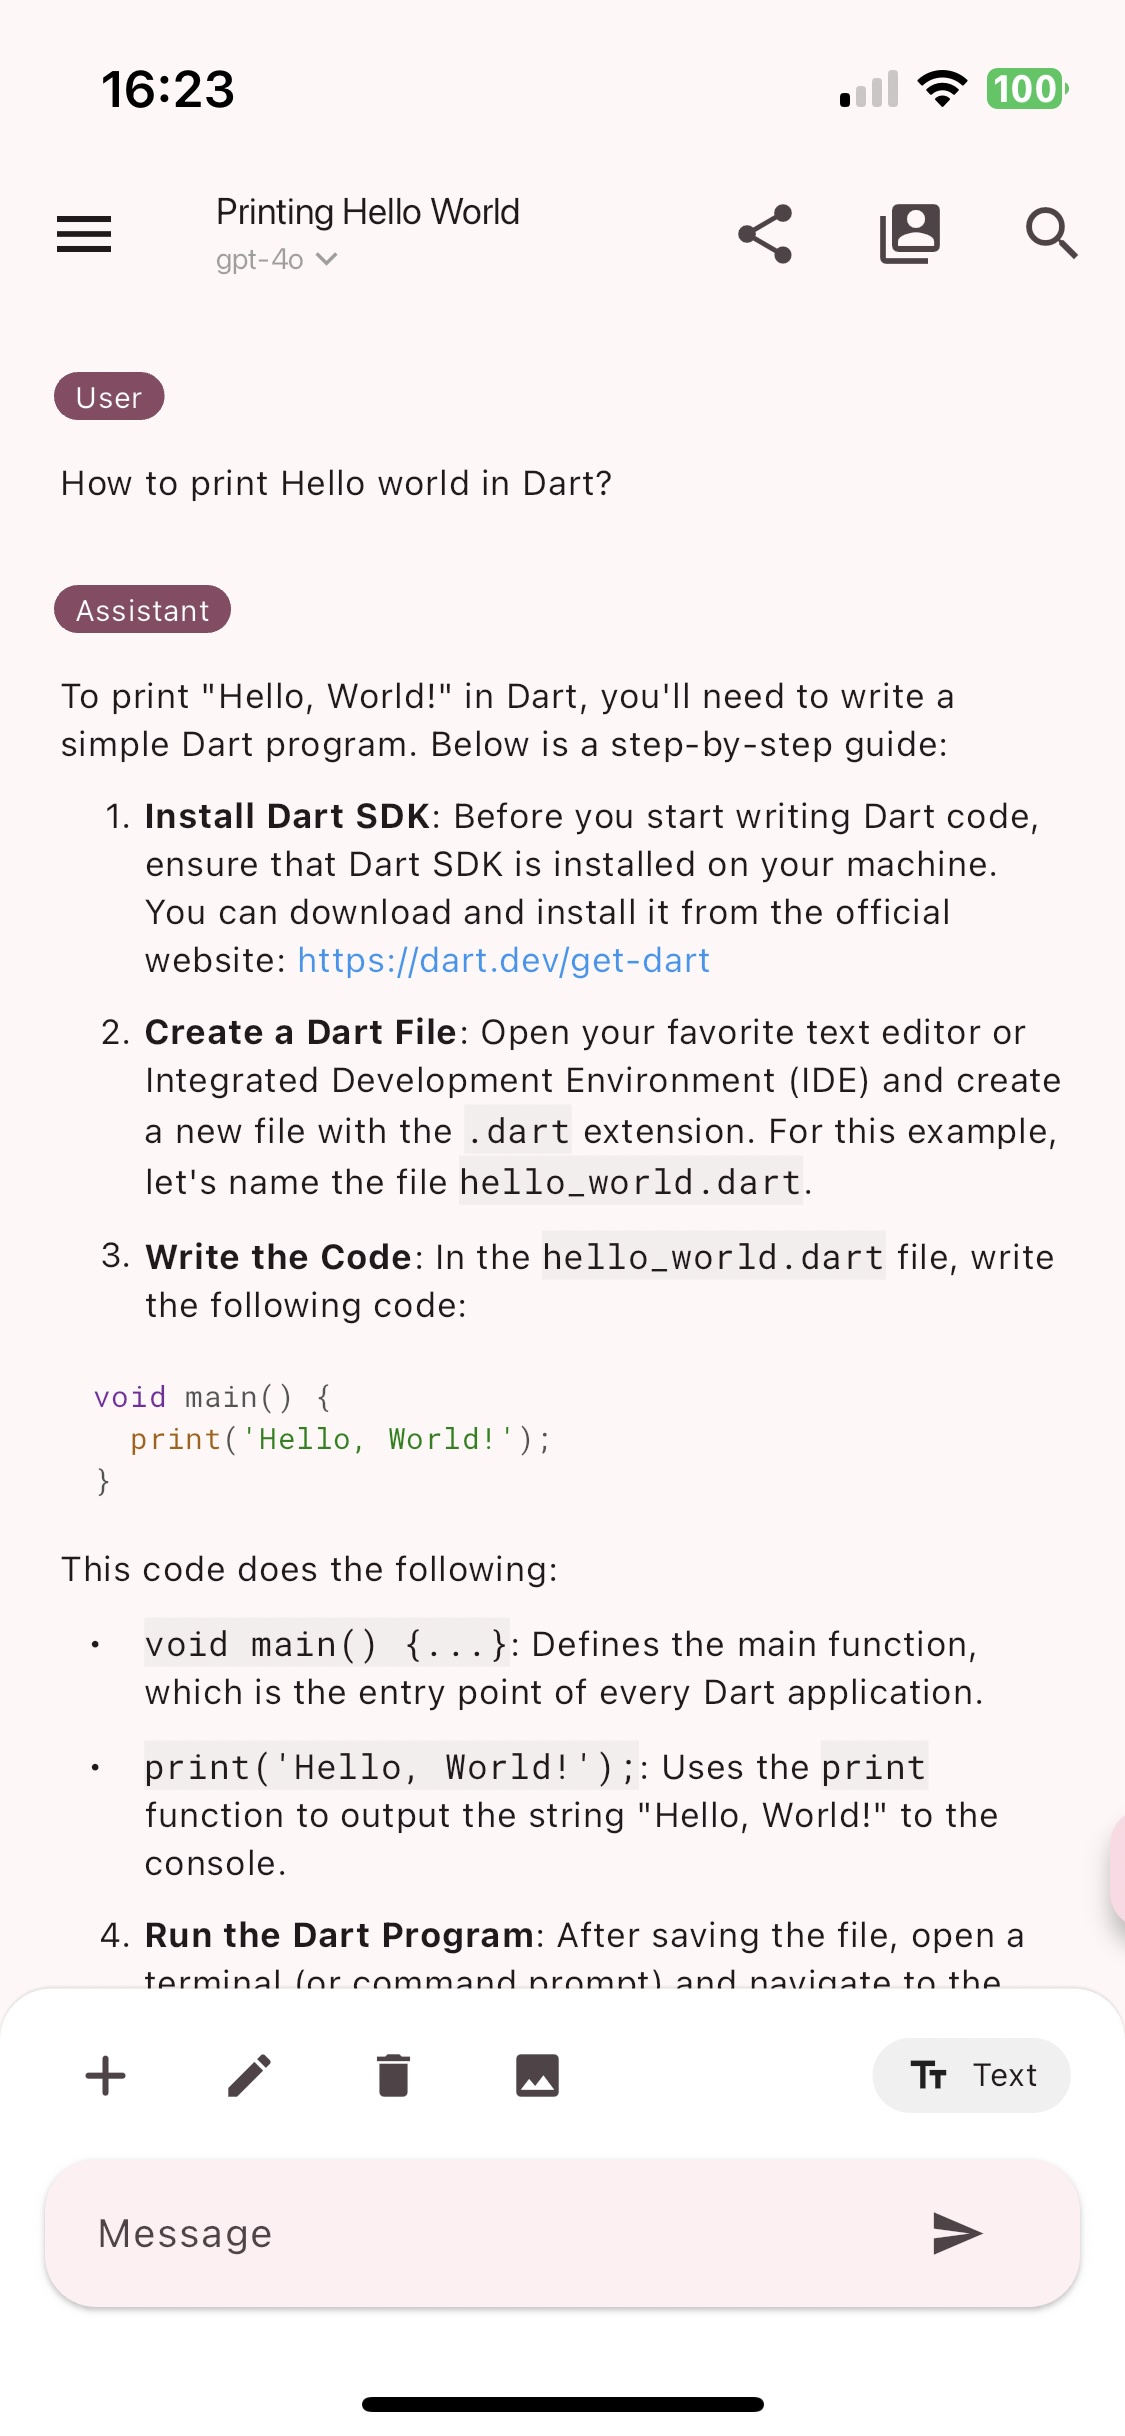 16:23
100
Printing Hello World
gpt-4o
User
How to print Hello world in Dart?
Assistant
To print "Hello, World!" in Dart, you'll need to write a
simple Dart program. Below is a step-by-step guide:
1. Install Dart SDK: Before you start writing Dart code,
ensure that Dart SDK is installed on your machine.
You can download and install it from the official
website: https://dart.dev/get-dart
2. Create a Dart File: Open your favorite text editor or
Integrated Development Environment (IDE) and create
a new file with the .dart extension. For this example,
let's name the file hello_world.dart.
3. Write the Code: In the hello_world.dart file, write
the following code:
void main() {
  print('Hello, World!');
}
This code does the following:
• void main() {...}: Defines the main function,
which is the entry point of every Dart application.
• print('Hello, World!');: Uses the print
function to output the string "Hello, World!" to the
console.
4. Run the Dart Program: After saving the file, open a
terminal (or command prompt) and navigate to the
Text
Message